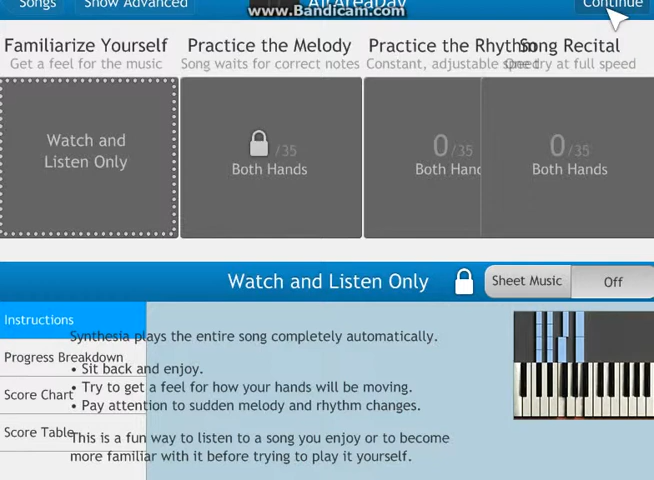 Songs Show Advanced www.Bandicam.com AirAreaDay Continue
Familiarize Yourself Practice the Melody Practice the Rhythm Song Recital
Get a feel for the music Song waits for correct notes Constant, adjustable speed One try at full speed
Watch and
Listen Only
/35
Both Hands
0/35
Both Hand
0/35
Both Hands
Watch and Listen Only Sheet Music Off
Instructions
Progress Breakdown
Score Chart
Score Table
Synthesia plays the entire song completely automatically.
• Sit back and enjoy.
• Try to get a feel for how your hands will be moving.
• Pay attention to sudden melody and rhythm changes.
This is a fun way to listen to a song you enjoy or to become
more familiar with it before trying to play it yourself.